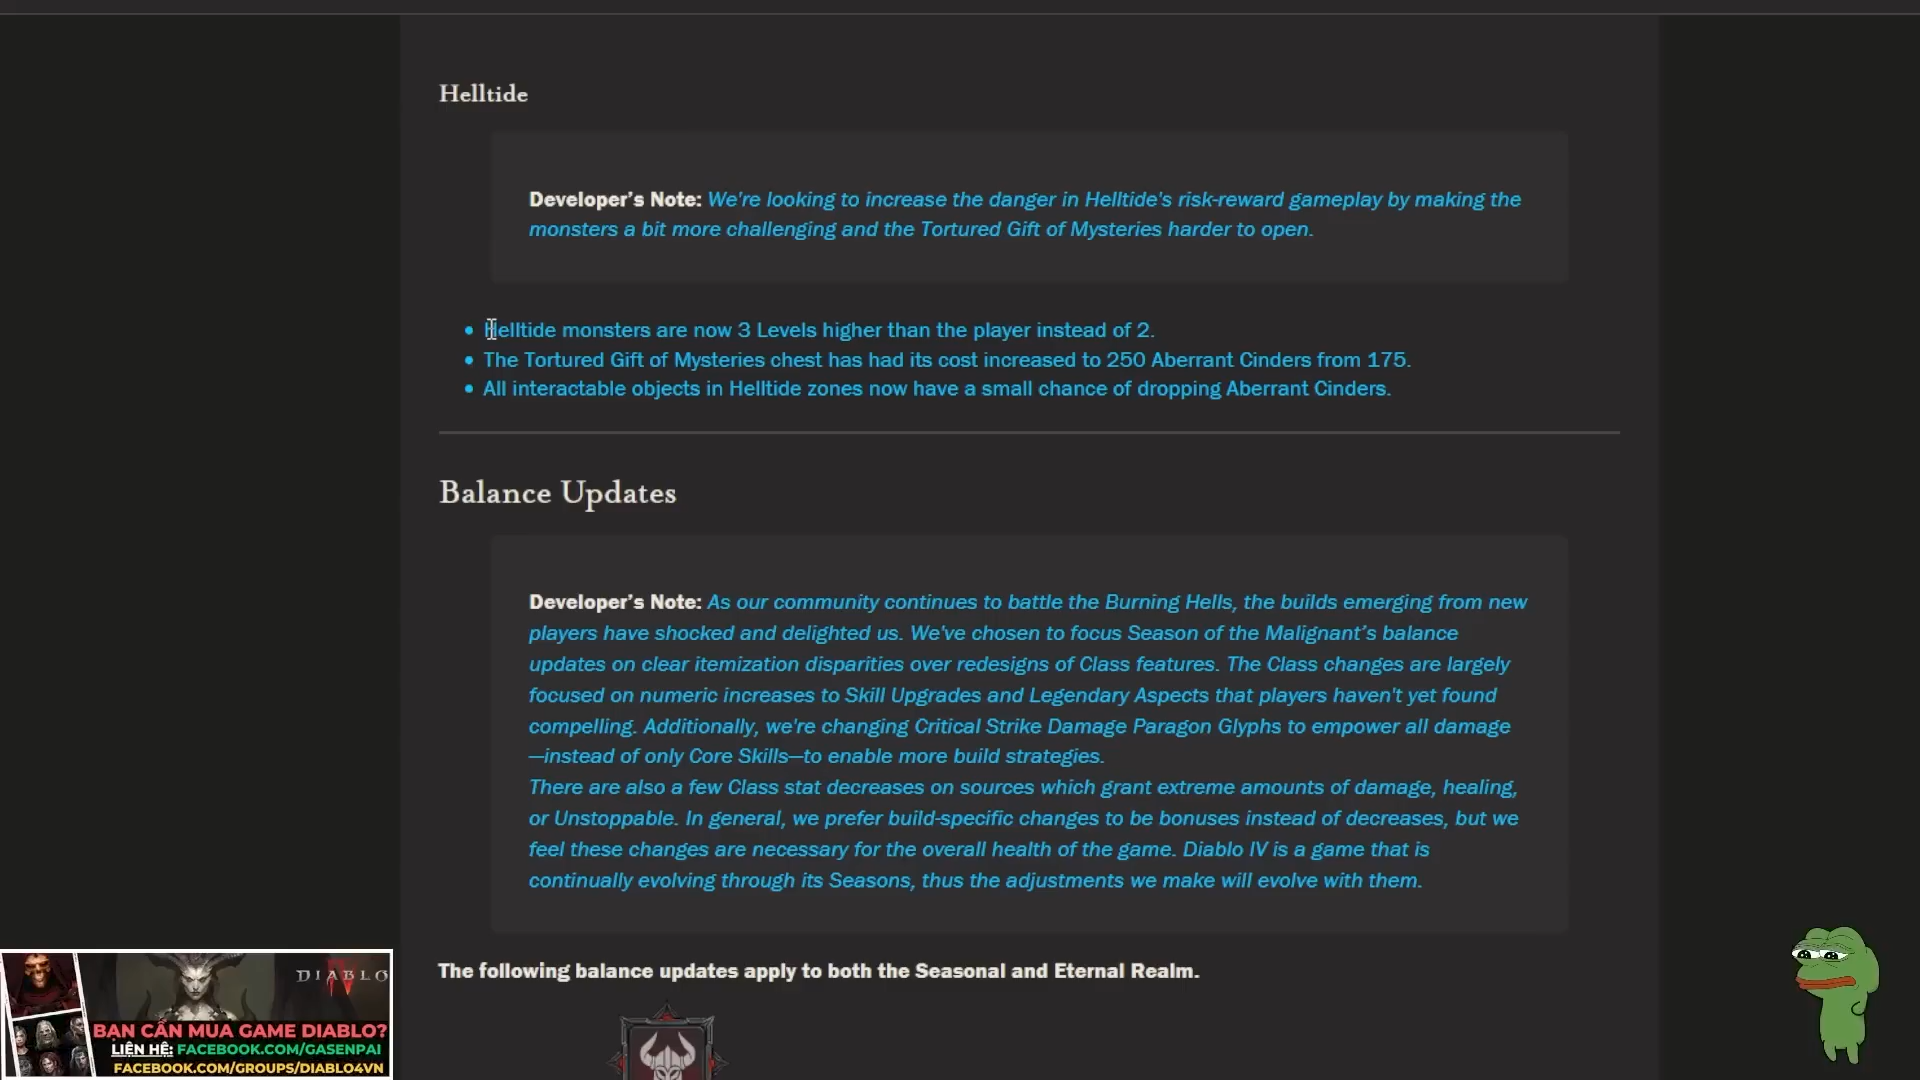 Helltide
Developer’s Note: We're looking to increase the danger in Helltide's risk-reward gameplay by making the
monsters a bit more challenging and the Tortured Gift of Mysteries harder to open.
• Helltide monsters are now 3 Levels higher than the player instead of 2.
• The Tortured Gift of Mysteries chest has had its cost increased to 250 Aberrant Cinders from 175.
• All interactable objects in Helltide zones now have a small chance of dropping Aberrant Cinders.
Balance Updates
Developer’s Note: As our community continues to battle the Burning Hells, the builds emerging from new
players have shocked and delighted us. We've chosen to focus Season of the Malignant’s balance
updates on clear itemization disparities over redesigns of Class features. The Class changes are largely
focused on numeric increases to Skill Upgrades and Legendary Aspects that players haven't yet found
compelling. Additionally, we're changing Critical Strike Damage Paragon Glyphs to empower all damage
—instead of only Core Skills—to enable more build strategies.
There are also a few Class stat decreases on sources which grant extreme amounts of damage, healing,
or Unstoppable. In general, we prefer build-specific changes to be bonuses instead of decreases, but we
feel these changes are necessary for the overall health of the game. Diablo IV is a game that is
continually evolving through its Seasons, thus the adjustments we make will evolve with them.
The following balance updates apply to both the Seasonal and Eternal Realm.
DIABLO
IV
BẠN CẦN MUA GAME DIABLO?
LIÊN HỆ: FACEBOOK.COM/GASENPAI
FACEBOOK.COM/GROUPS/DIABLO4VN